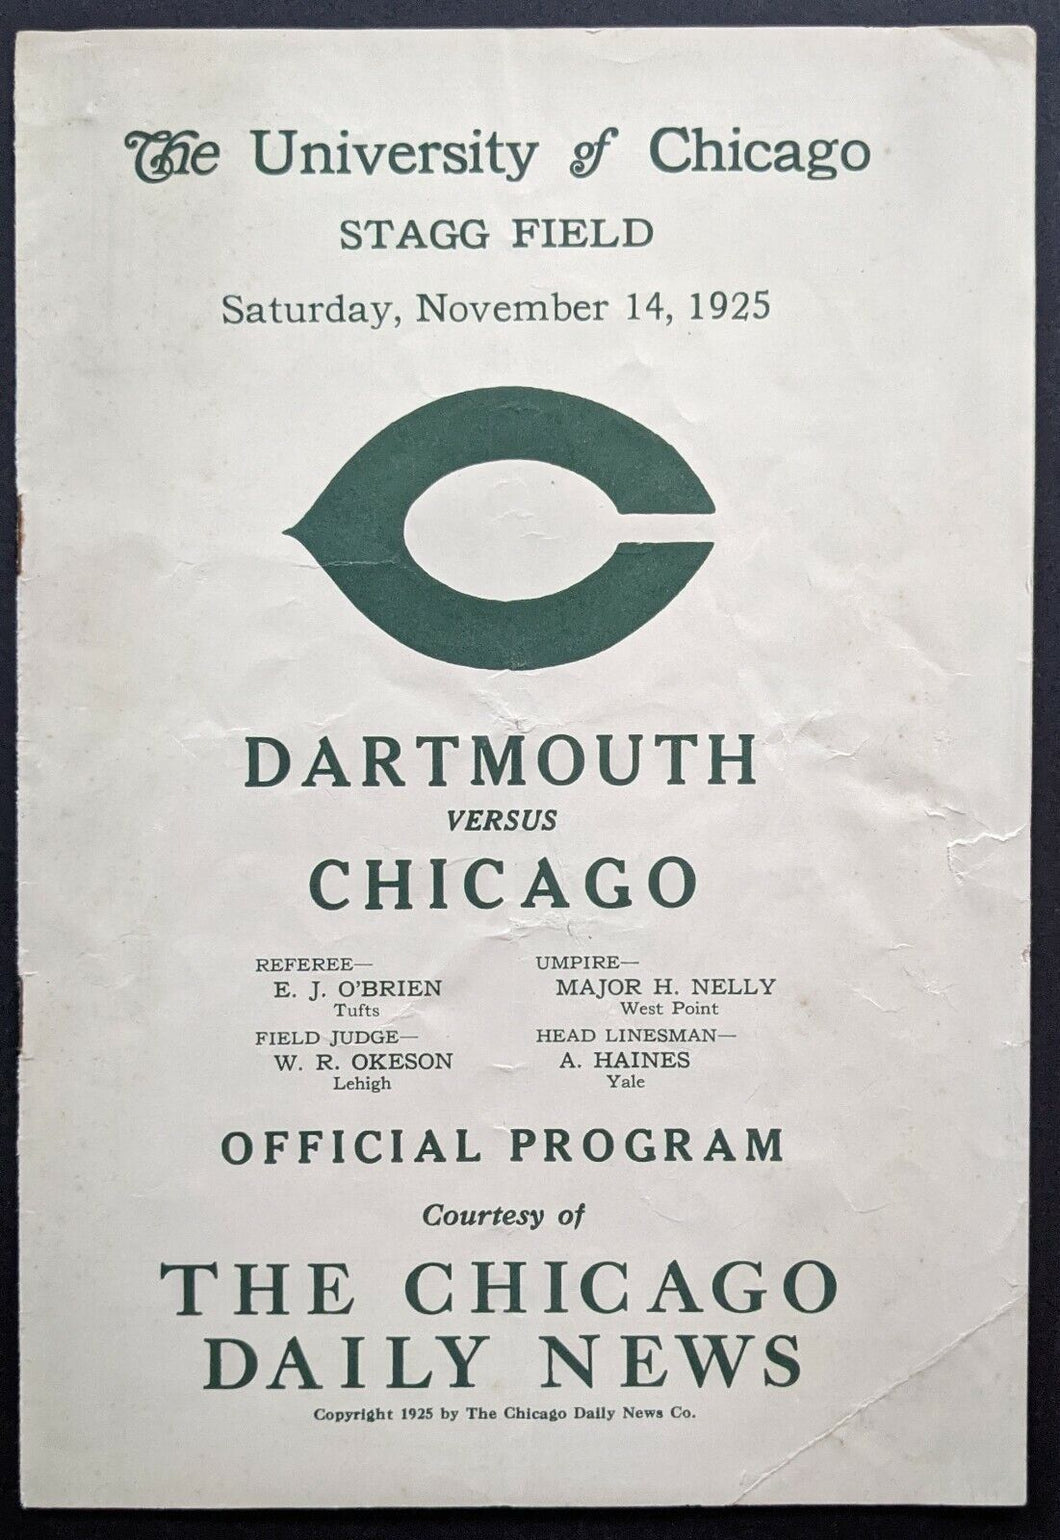 The University of Chicago
STAGG FIELD
Saturday, November 14, 1925
C
DARTMOUTH
VERSUS
CHICAGO
REFEREE—
E. J. O'BRIEN
Tufts
UMPIRE—
MAJOR H. NELLY
West Point
FIELD JUDGE—
W. R. OKESON
Lehigh
HEAD LINESMAN—
A. HAINES
Yale
OFFICIAL PROGRAM
Courtesy of
THE CHICAGO
DAILY NEWS
Copyright 1925 by The Chicago Daily News Co.